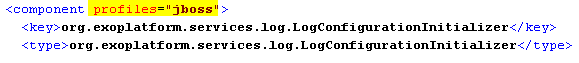 <component profiles="jboss">
<key>org.exoplatform.services.log.LogConfigurationInitializer</key>
<type>org.exoplatform.services.log.LogConfigurationInitializer</type>